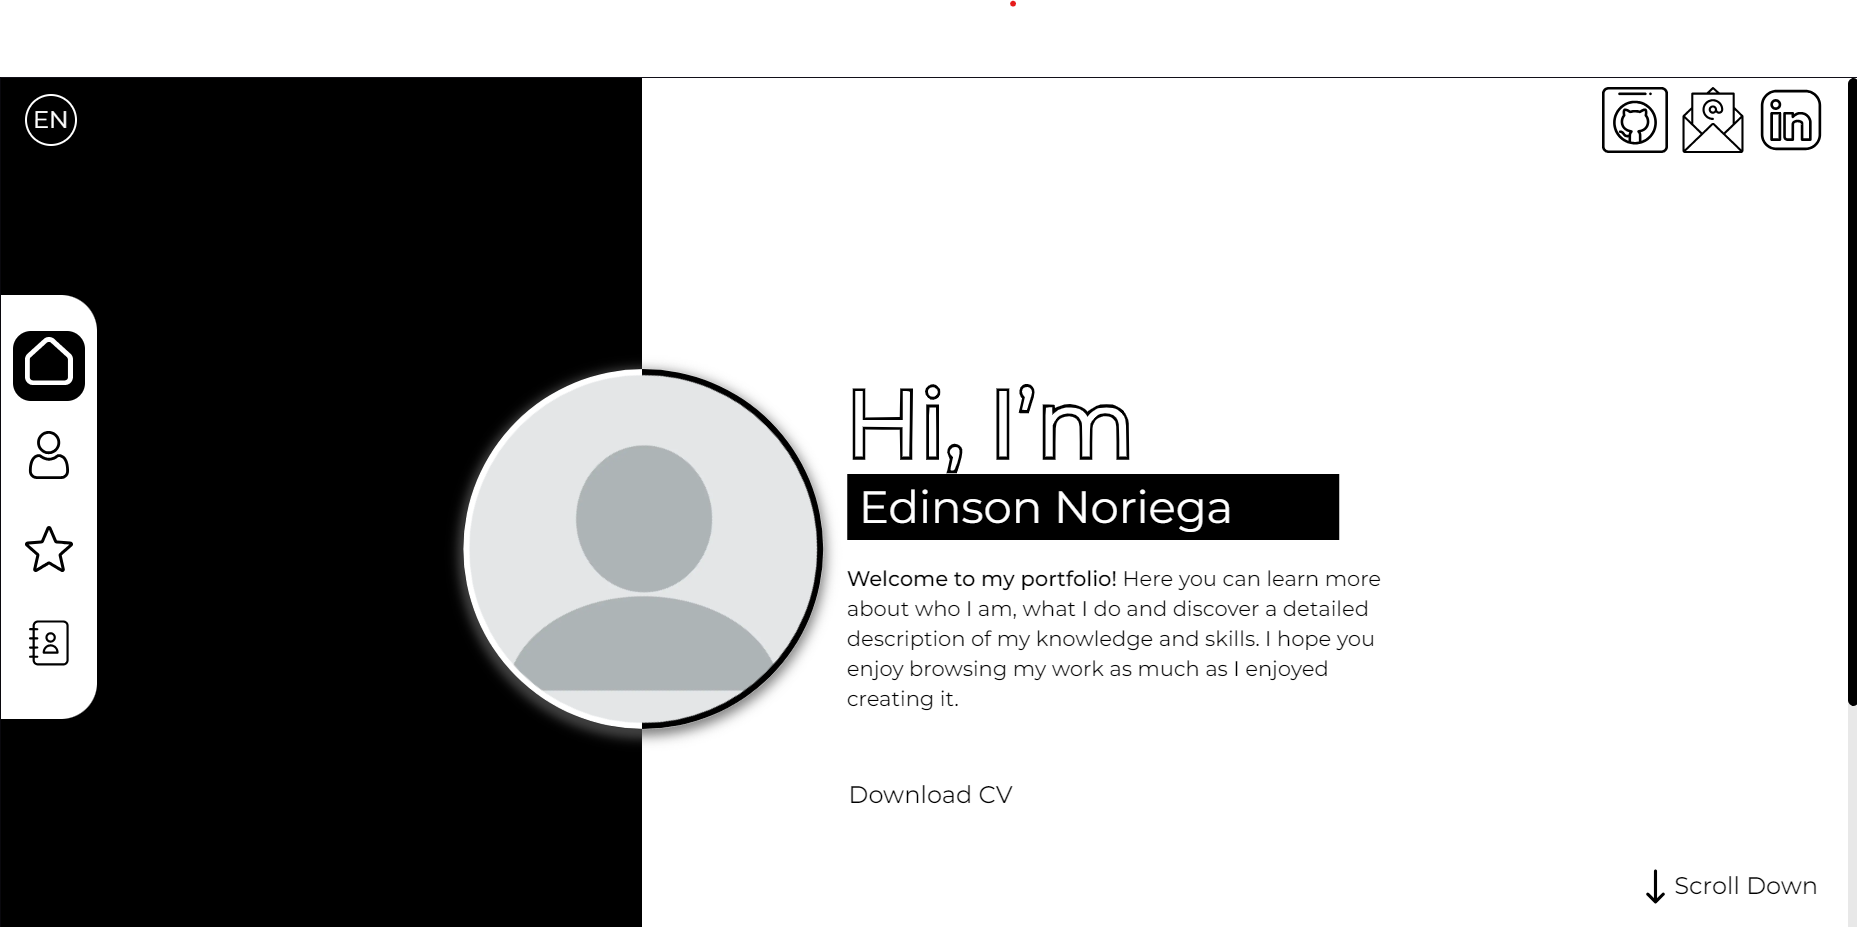 EN
@
in
Hi, I'm
Edinson Noriega
Welcome to my portfolio! Here you can learn more
about who I am, what I do and discover a detailed
description of my knowledge and skills. I hope you
enjoy browsing my work as much as I enjoyed
creating it.
Download CV
Scroll Down